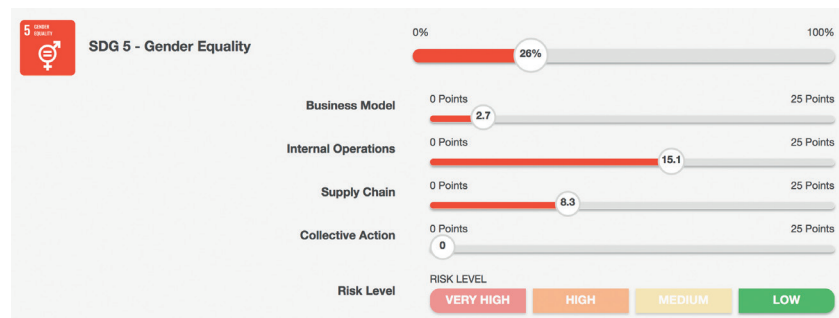 5 GENDER
EQUALITY
SDG 5 - Gender Equality
0% 100%
26%
Business Model
0 Points 25 Points
2.7
Internal Operations
0 Points 25 Points
15.1
Supply Chain
0 Points 25 Points
8.3
Collective Action
0 Points 25 Points
0
Risk Level
RISK LEVEL
VERY HIGH HIGH MEDIUM LOW